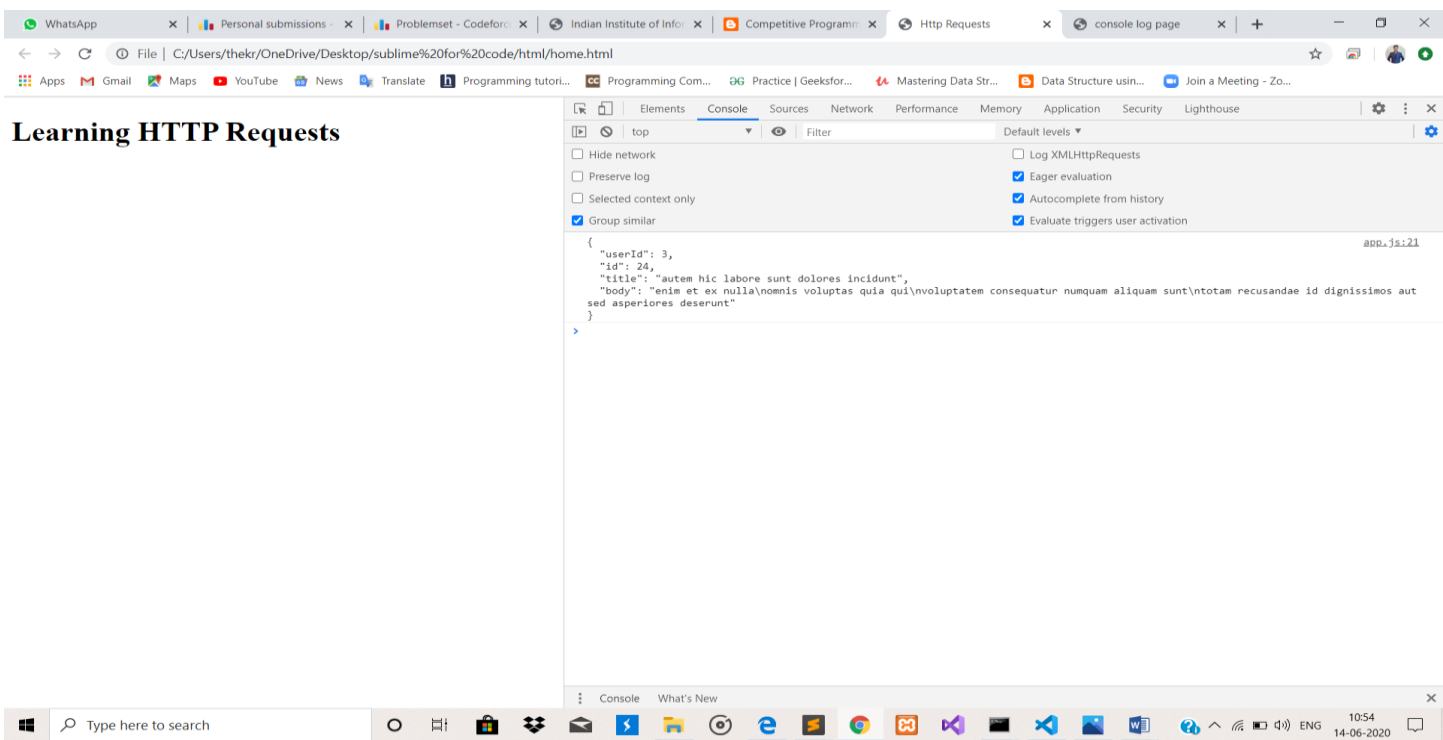 WhatsApp
Personal submissions -
Problemset - Codeforc
Indian Institute of Infor
Competitive Programm
Http Requests
console log page
File | C:/Users/thekr/OneDrive/Desktop/sublime%20for%20code/html/home.html
Apps Gmail Maps YouTube News Translate Programming tutori... CC Programming Com... Practice | Geeksfor... Mastering Data Str... Data Structure usin... Join a Meeting - Zo...
Learning HTTP Requests
Elements Console Sources Network Performance Memory Application Security Lighthouse
top Filter Default levels ▼
Hide network
Log XMLHttpRequests
Preserve log
Eager evaluation
Selected context only
Autocomplete from history
Group similar
Evaluate triggers user activation
{ app.js:21
"userId": 3,
"id": 24,
"title": "autem hic labore sunt dolores incidunt",
"body": "enim et ex nulla\nomnis voluptas quia qui\nvoluptatem consequatur numquam aliquam sunt\ntotam recusandae id dignissimos aut
sed asperiores deserunt"
}
>
Console What's New
Type here to search
ENG
10:54
14-06-2020